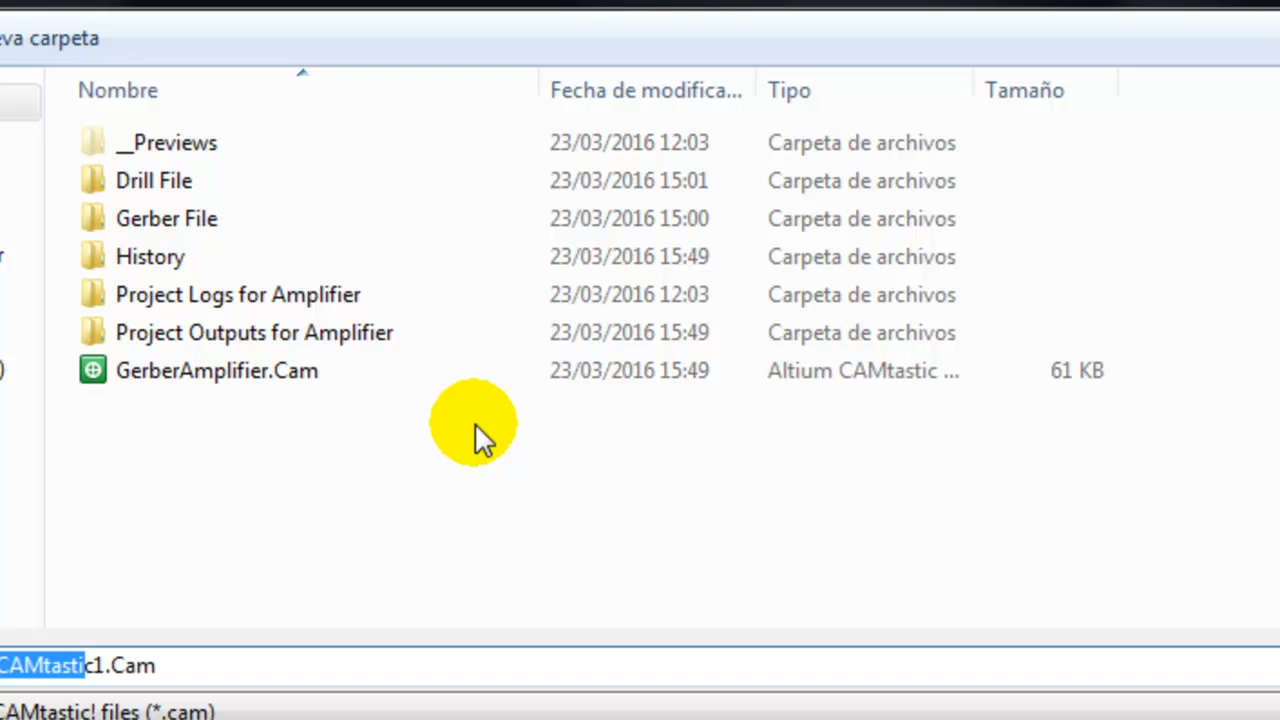 eva carpeta
Nombre Fecha de modifica... Tipo Tamaño
__Previews 23/03/2016 12:03 Carpeta de archivos
Drill File 23/03/2016 15:01 Carpeta de archivos
Gerber File 23/03/2016 15:00 Carpeta de archivos
r
History 23/03/2016 15:49 Carpeta de archivos
Project Logs for Amplifier 23/03/2016 12:03 Carpeta de archivos
Project Outputs for Amplifier 23/03/2016 15:49 Carpeta de archivos
) GerberAmplifier.Cam 23/03/2016 15:49 Altium CAMtastic ... 61 KB
CAMtastic1.Cam
CAMtastic! files (*.cam)